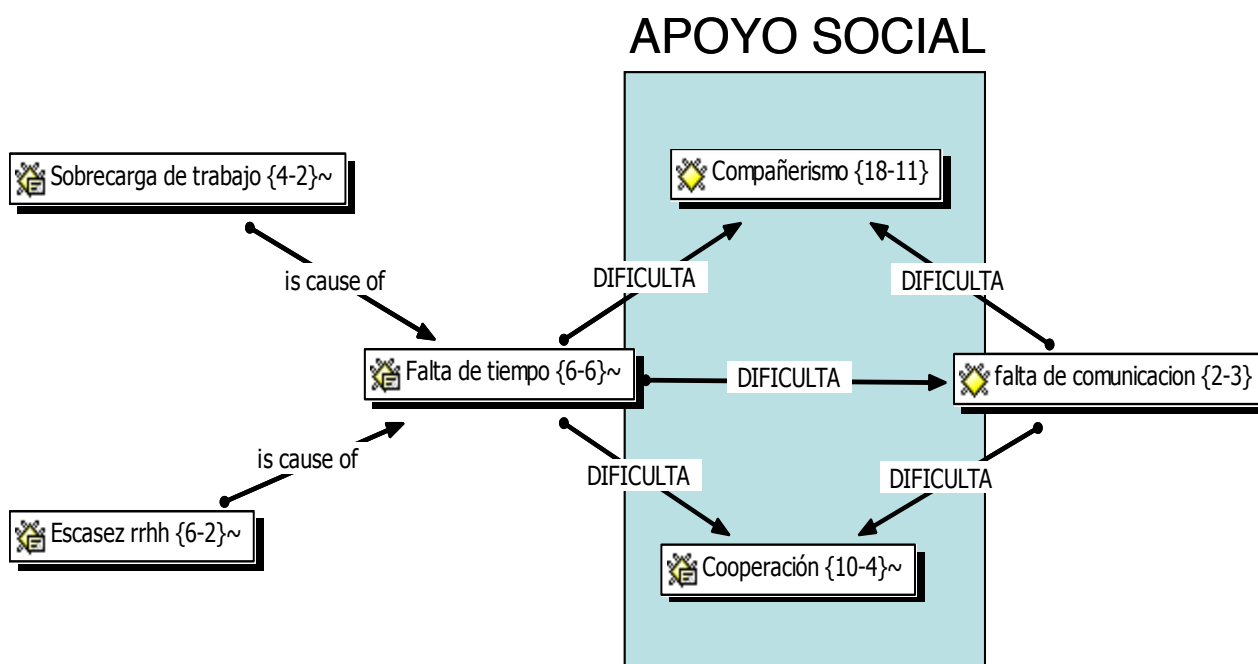 APOYO SOCIAL
Sobrecarga de trabajo {4-2}~
Compañerismo {18-11}
is cause of
DIFICULTA
DIFICULTA
Falta de tiempo {6-6}~
DIFICULTA
falta de comunicacion {2-3}
is cause of
DIFICULTA
DIFICULTA
Escasez rrhh {6-2}~
Cooperación {10-4}~